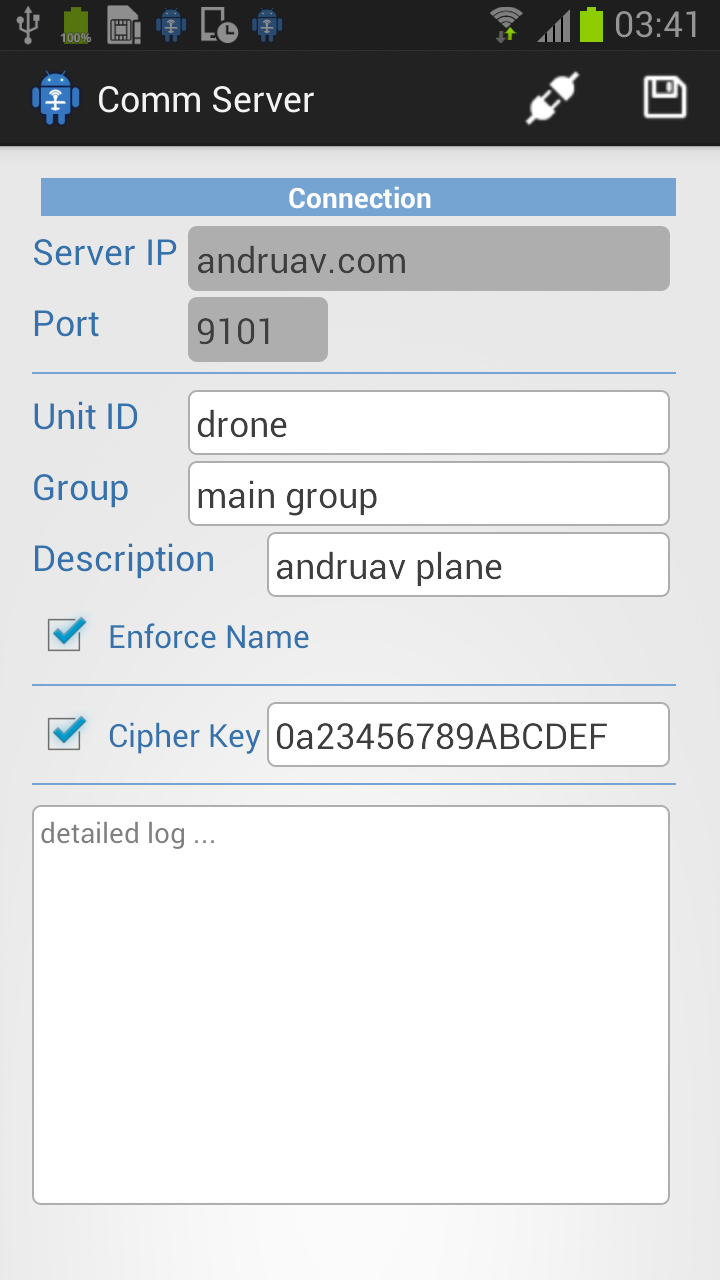 100%
03:41
Comm Server
Connection
Server IP andruav.com
Port 9101
Unit ID drone
Group main group
Description andruav plane
Enforce Name
Cipher Key 0a23456789ABCDEF
detailed log ...